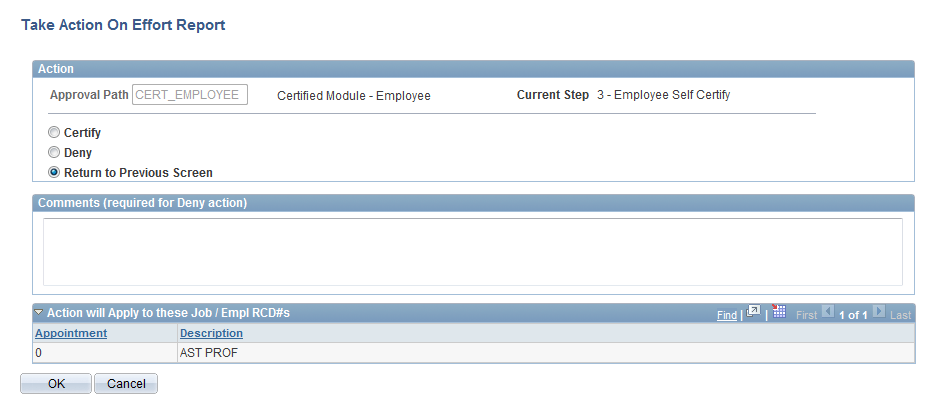 Take Action On Effort Report
Action
Approval Path CERT_EMPLOYEE Certified Module - Employee Current Step 3 - Employee Self Certify
Certify
Deny
Return to Previous Screen
Comments (required for Deny action)
Action will Apply to these Job / Empl RCD#s Find | | First 1 of 1 Last
Appointment Description
0 AST PROF
OK Cancel